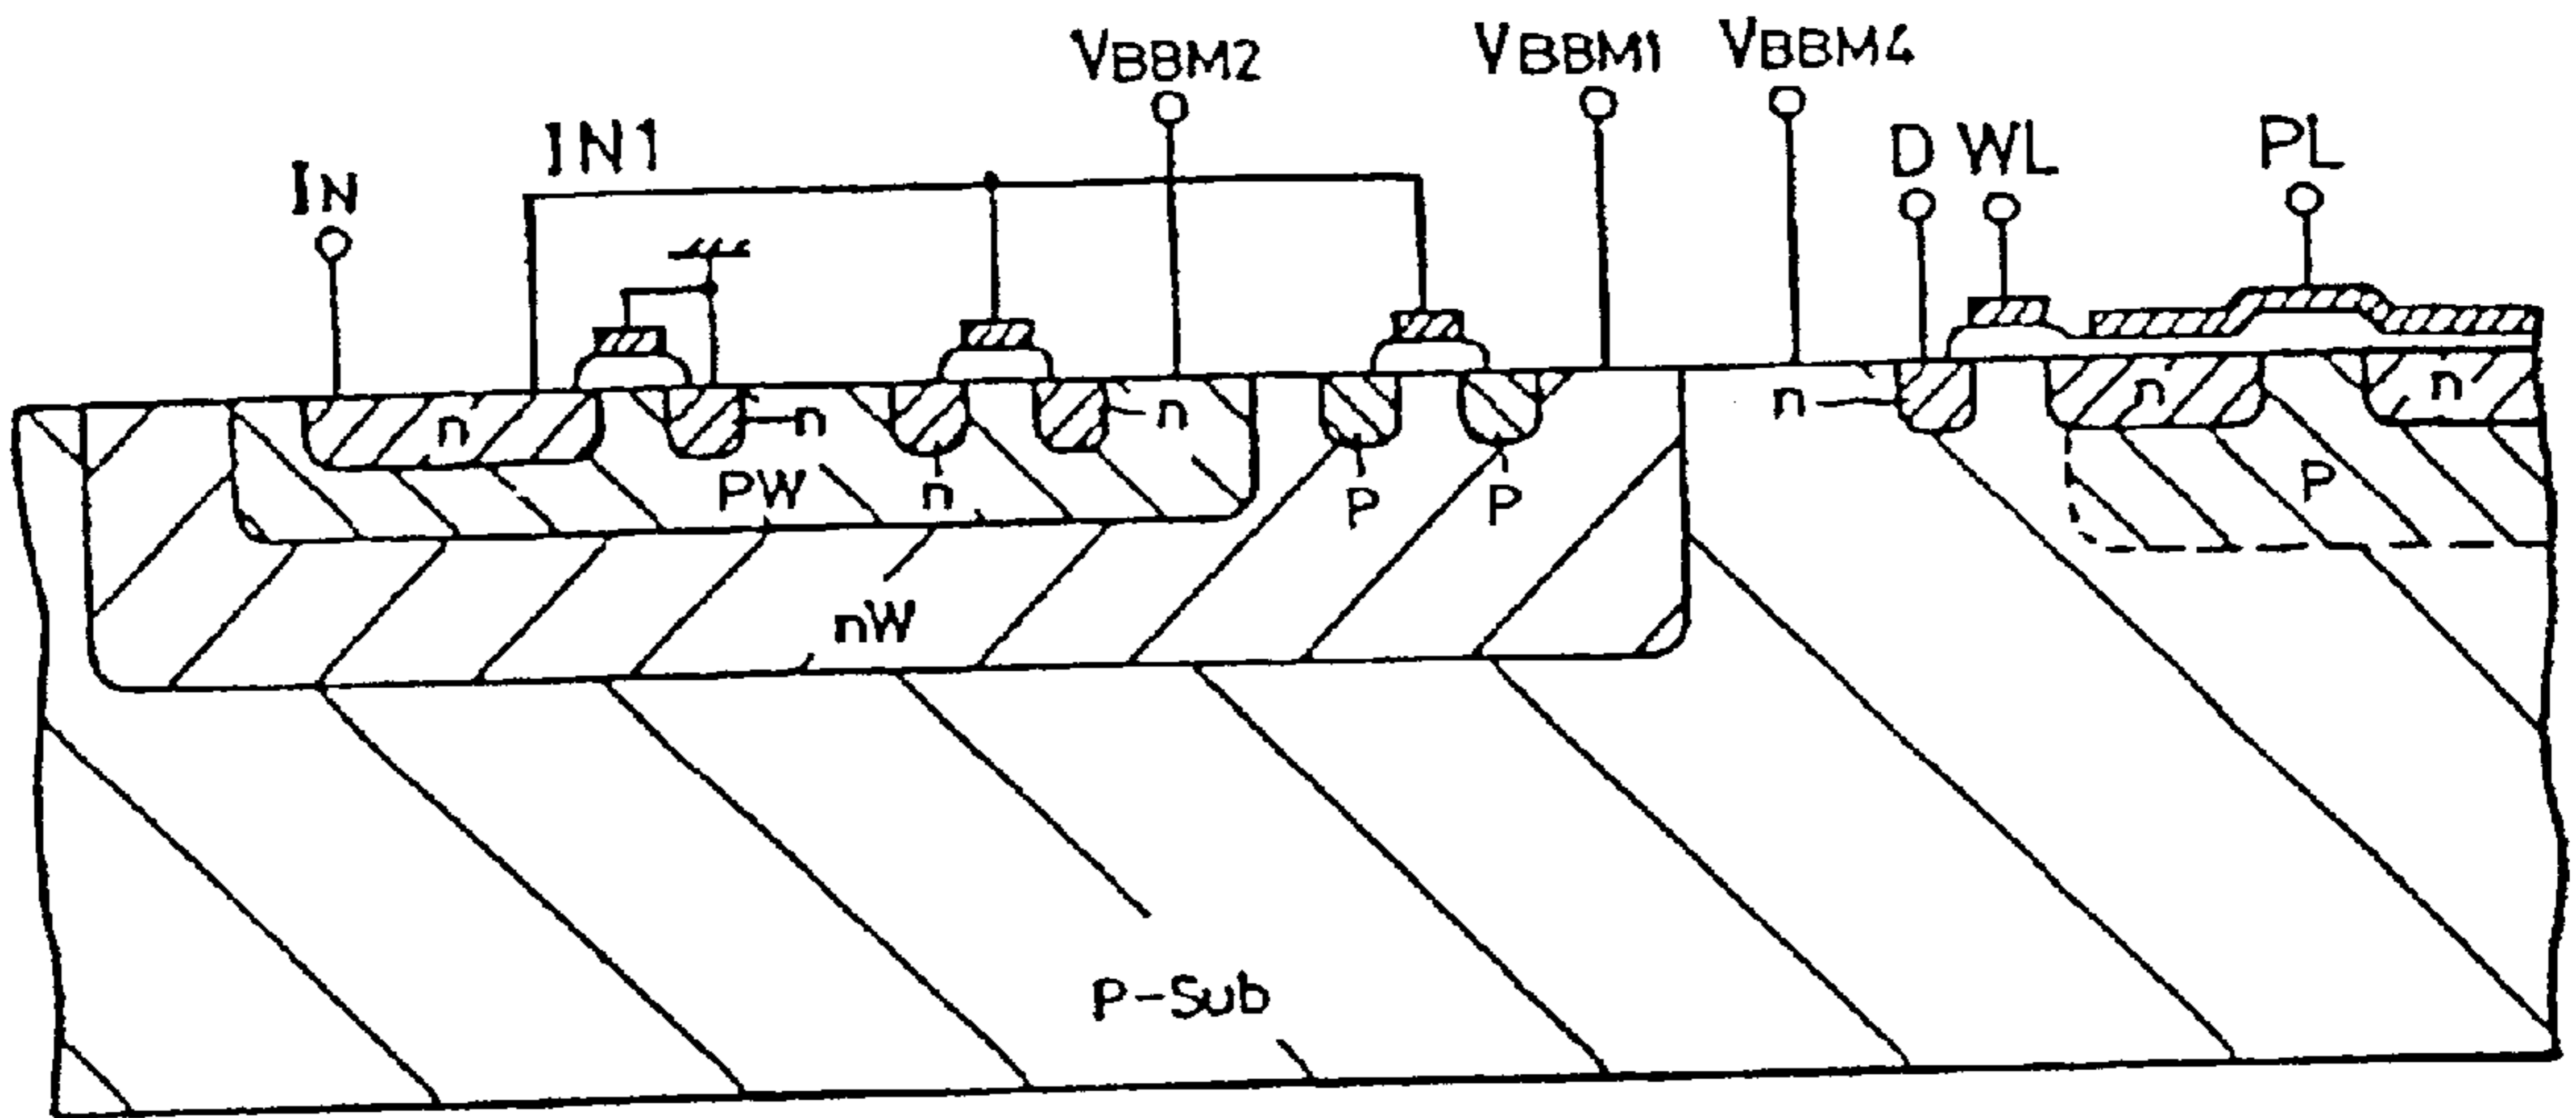 VBBM2 VBBM1 VBBM4
IN IN1 D WL PL
n n n n n n
PW n P P P
nW
P-Sub